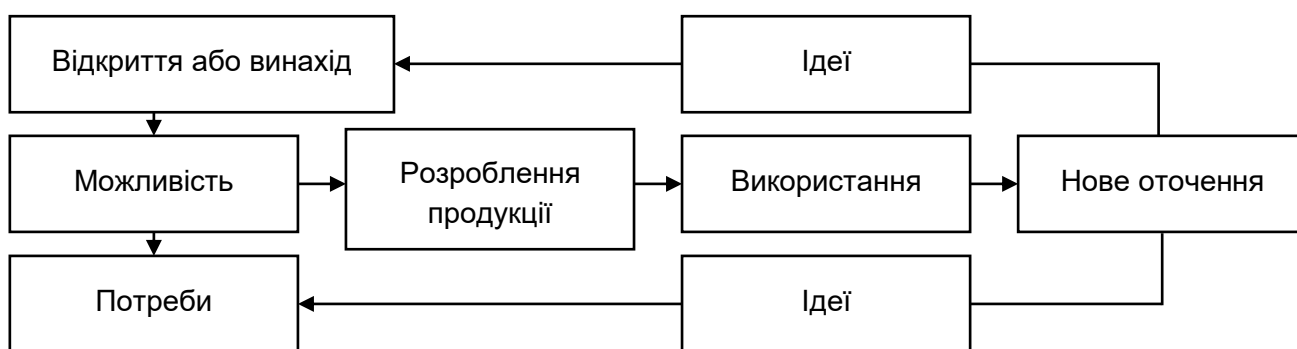 Відкриття або винахід
Ідеї
Можливість
Розроблення
продукції
Використання
Нове оточення
Потреби
Ідеї